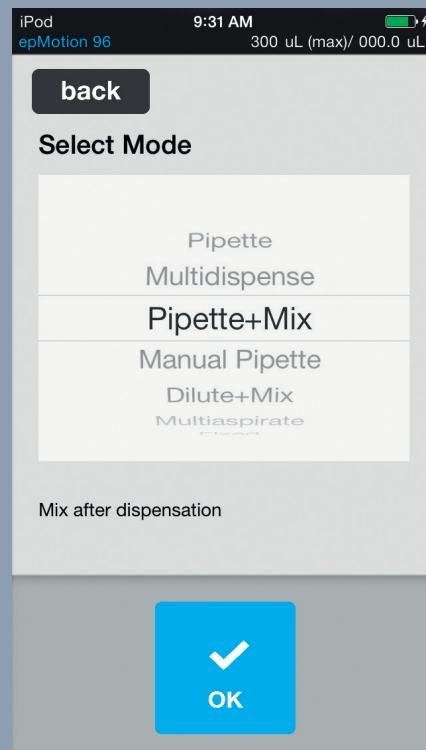 iPod 9:31 AM
epMotion 96 300 uL (max)/ 000.0 uL
back
Select Mode
Pipette
Multidispense
Pipette+Mix
Manual Pipette
Dilute+Mix
Multiaspirate
Mix after dispensation
OK